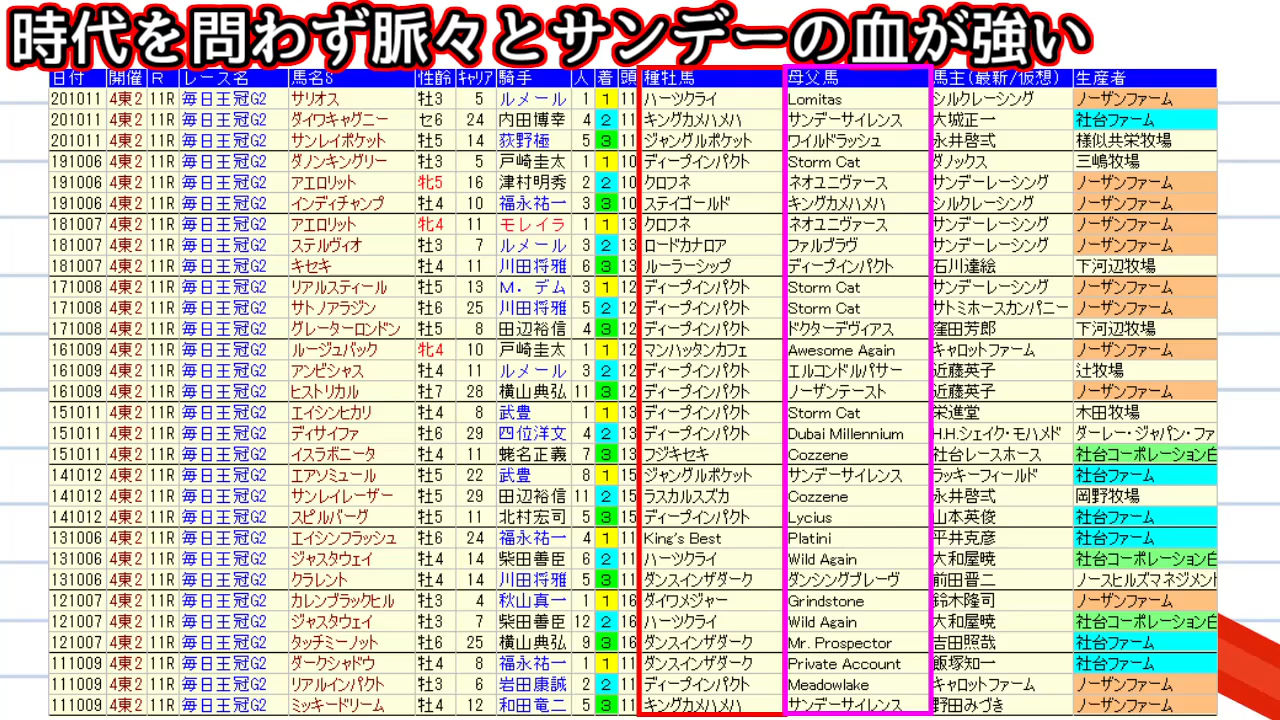 時代を問わず脈々とサンデーの血が強い
日付 開催 R レース名 馬名S 性齢 キャリア 騎手 人 着 頭 種牡馬 母父馬 馬主(最新/仮想) 生産者
201011 4東2 11R 毎日王冠G2 サリオス 牡3 5 ルメール 1 1 11 ハーツクライ Lomitas シルクレーシング ノーザンファーム
201011 4東2 11R 毎日王冠G2 ダイワキャグニー セ6 24 内田博幸 4 2 11 キングカメハメハ サンデーサイレンス 大城正一 社台ファーム
201011 4東2 11R 毎日王冠G2 サンレイポケット 牡5 14 荻野極 5 3 11 ジャングルポケット ワイルドラッシュ 永井啓弍 様似共栄牧場
191006 4東2 11R 毎日王冠G2 ダノンキングリー 牡3 5 戸崎圭太 1 1 10 ディープインパクト Storm Cat ダノックス 三嶋牧場
191006 4東2 11R 毎日王冠G2 アエロリット 牝5 16 津村明秀 2 2 10 クロフネ ネオユニヴァース サンデーレーシング ノーザンファーム
191006 4東2 11R 毎日王冠G2 インディチャンプ 牡4 10 福永祐一 3 3 10 ステイゴールド キングカメハメハ シルクレーシング ノーザンファーム
181007 4東2 11R 毎日王冠G2 アエロリット 牝4 11 モレイラ 1 1 13 クロフネ ネオユニヴァース サンデーレーシング ノーザンファーム
181007 4東2 11R 毎日王冠G2 ステルヴィオ 牡3 7 ルメール 3 2 13 ロードカナロア ファルブラヴ サンデーレーシング ノーザンファーム
181007 4東2 11R 毎日王冠G2 キセキ 牡4 11 川田将雅 6 3 13 ルーラーシップ ディープインパクト 石川達絵 下河辺牧場
171008 4東2 11R 毎日王冠G2 リアルスティール 牡5 13 M.デム 3 1 12 ディープインパクト Storm Cat サンデーレーシング ノーザンファーム
171008 4東2 11R 毎日王冠G2 サトノアラジン 牡6 25 川田将雅 5 2 12 ディープインパクト Storm Cat サトミホースカンパニー ノーザンファーム
171008 4東2 11R 毎日王冠G2 グレーターロンドン 牡5 8 田辺裕信 4 3 12 ディープインパクト ドクターデヴィアス 窪田芳郎 下河辺牧場
161009 4東2 11R 毎日王冠G2 ルージュバック 牝4 10 戸崎圭太 1 1 12 マンハッタンカフェ Awesome Again キャロットファーム ノーザンファーム
161009 4東2 11R 毎日王冠G2 アンビシャス 牡4 11 ルメール 3 2 12 ディープインパクト エルコンドルパサー 近藤英子 辻牧場
161009 4東2 11R 毎日王冠G2 ヒストリカル 牡7 28 横山典弘 11 3 12 ディープインパクト ノーザンテースト 近藤英子 ノーザンファーム
151011 4東2 11R 毎日王冠G2 エイシンヒカリ 牡4 8 武豊 1 1 13 ディープインパクト Storm Cat 栄進堂 木田牧場
151011 4東2 11R 毎日王冠G2 ディサイファ 牡6 29 四位洋文 4 2 13 ディープインパクト Dubai Millennium H.H.シェイク・モハメド ダーレー・ジャパン・ファ
151011 4東2 11R 毎日王冠G2 イスラボニータ 牡4 11 蛯名正義 7 3 13 フジキセキ Cozzene 社台レースホース 社台コーポレーション白
141012 4東2 11R 毎日王冠G2 エアソミュール 牡5 22 武豊 8 1 15 ジャングルポケット サンデーサイレンス ラッキーフィールド 社台ファーム
141012 4東2 11R 毎日王冠G2 サンレイレーザー 牡5 29 田辺裕信 11 2 15 ラスカルスズカ Cozzene 永井啓弍 岡野牧場
141012 4東2 11R 毎日王冠G2 スピルバーグ 牡5 11 北村宏司 5 3 15 ディープインパクト Lycius 山本英俊 社台ファーム
131006 4東2 11R 毎日王冠G2 エイシンフラッシュ 牡6 24 福永祐一 4 1 11 King's Best Platini 平井克彦 社台ファーム
131006 4東2 11R 毎日王冠G2 ジャスタウェイ 牡4 14 柴田善臣 6 2 11 ハーツクライ Wild Again 大和屋暁 社台コーポレーション白
131006 4東2 11R 毎日王冠G2 クラレント 牡4 14 川田将雅 5 3 11 ダンスインザダーク ダンシングブレーヴ 前田晋二 ノースヒルズマネジメント
121007 4東2 11R 毎日王冠G2 カレンブラックヒル 牡3 4 秋山真一 1 1 16 ダイワメジャー Grindstone 鈴木隆司 ノーザンファーム
121007 4東2 11R 毎日王冠G2 ジャスタウェイ 牡3 7 柴田善臣 12 2 16 ハーツクライ Wild Again 大和屋暁 社台コーポレーション白
121007 4東2 11R 毎日王冠G2 タッチミーノット 牡6 25 横山典弘 9 3 16 ダンスインザダーク Mr. Prospector 吉田照哉 社台ファーム
111009 4東2 11R 毎日王冠G2 ダークシャドウ 牡4 8 福永祐一 1 1 11 ダンスインザダーク Private Account 飯塚知一 社台ファーム
111009 4東2 11R 毎日王冠G2 リアルインパクト 牡3 6 岩田康誠 2 2 11 ディープインパクト Meadowlake キャロットファーム ノーザンファーム
111009 4東2 11R 毎日王冠G2 ミッキードリーム 牡4 12 和田竜二 5 3 11 キングカメハメハ サンデーサイレンス 野田みづき ノーザンファーム